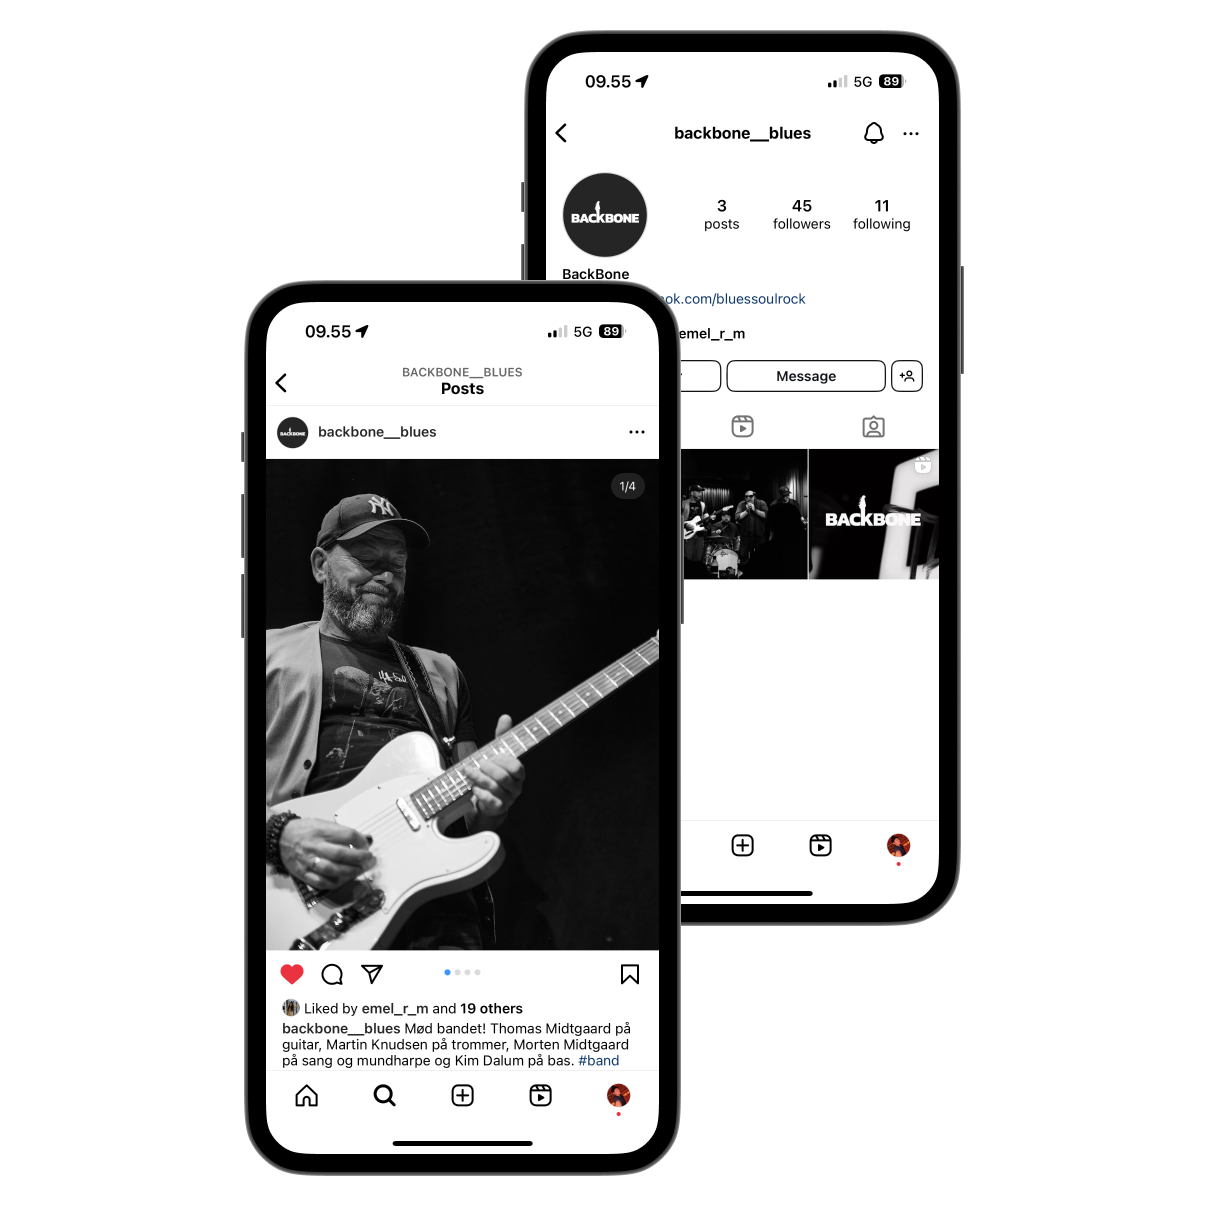 09.55
5G 89
backbone__blues
BACKBONE
3
posts
45
followers
11
following
BackBone
ok.com/bluessoulrock
emel_r_m
Message
BACKBONE
09.55
5G 89
BACKBONE__BLUES
Posts
BACKBONE
backbone__blues
1/4
NY
Liked by emel_r_m and 19 others
backbone__blues Mød bandet! Thomas Midtgaard på
guitar, Martin Knudsen på trommer, Morten Midtgaard
på sang og mundharpe og Kim Dalum på bas. #band